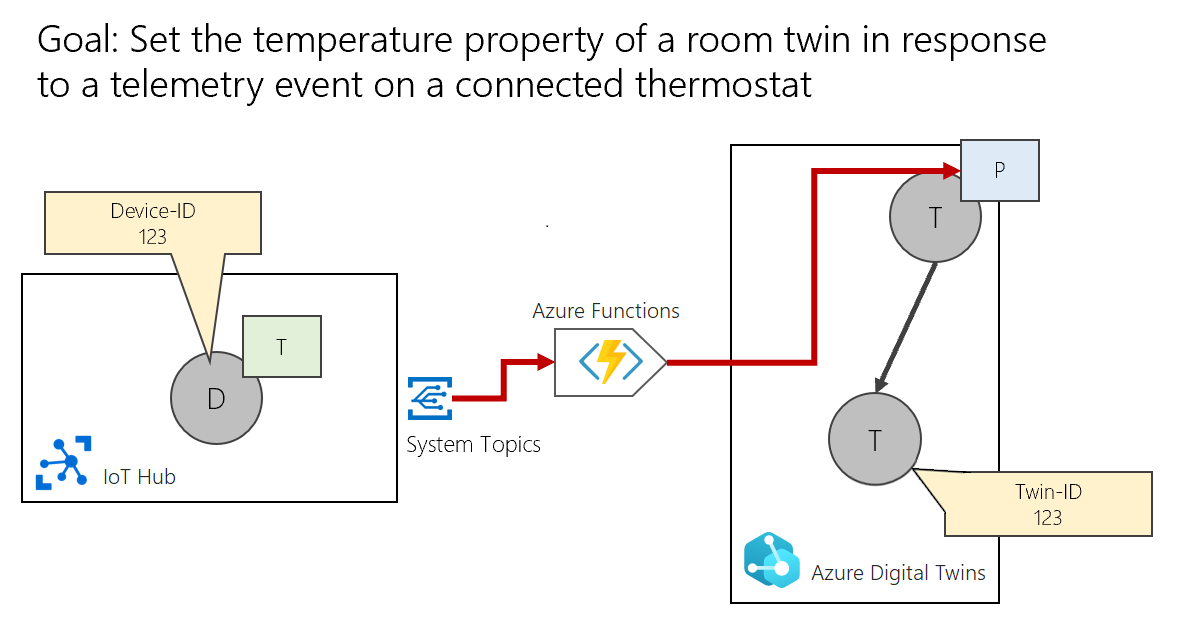 Goal: Set the temperature property of a room twin in response
to a telemetry event on a connected thermostat
Device-ID
123
T
D
IoT Hub
System Topics
Azure Functions
P
T
T
Twin-ID
123
Azure Digital Twins